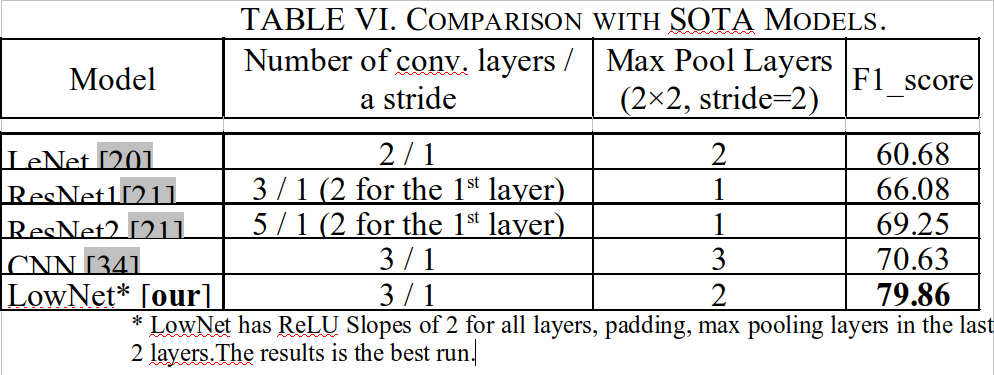 TABLE VI. COMPARISON WITH SOTA MODELS.
Model
Number of conv. layers /
a stride
Max Pool Layers
(2×2, stride=2)
F1_score
LeNet [20]
2 / 1
2
60.68
ResNet1[21]
3 / 1 (2 for the 1st layer)
1
66.08
ResNet2 [21]
5 / 1 (2 for the 1st layer)
1
69.25
CNN [34]
3 / 1
3
70.63
LowNet* [our]
3 / 1
2
79.86
* LowNet has ReLU Slopes of 2 for all layers, padding, max pooling layers in the last
2 layers.The results is the best run.